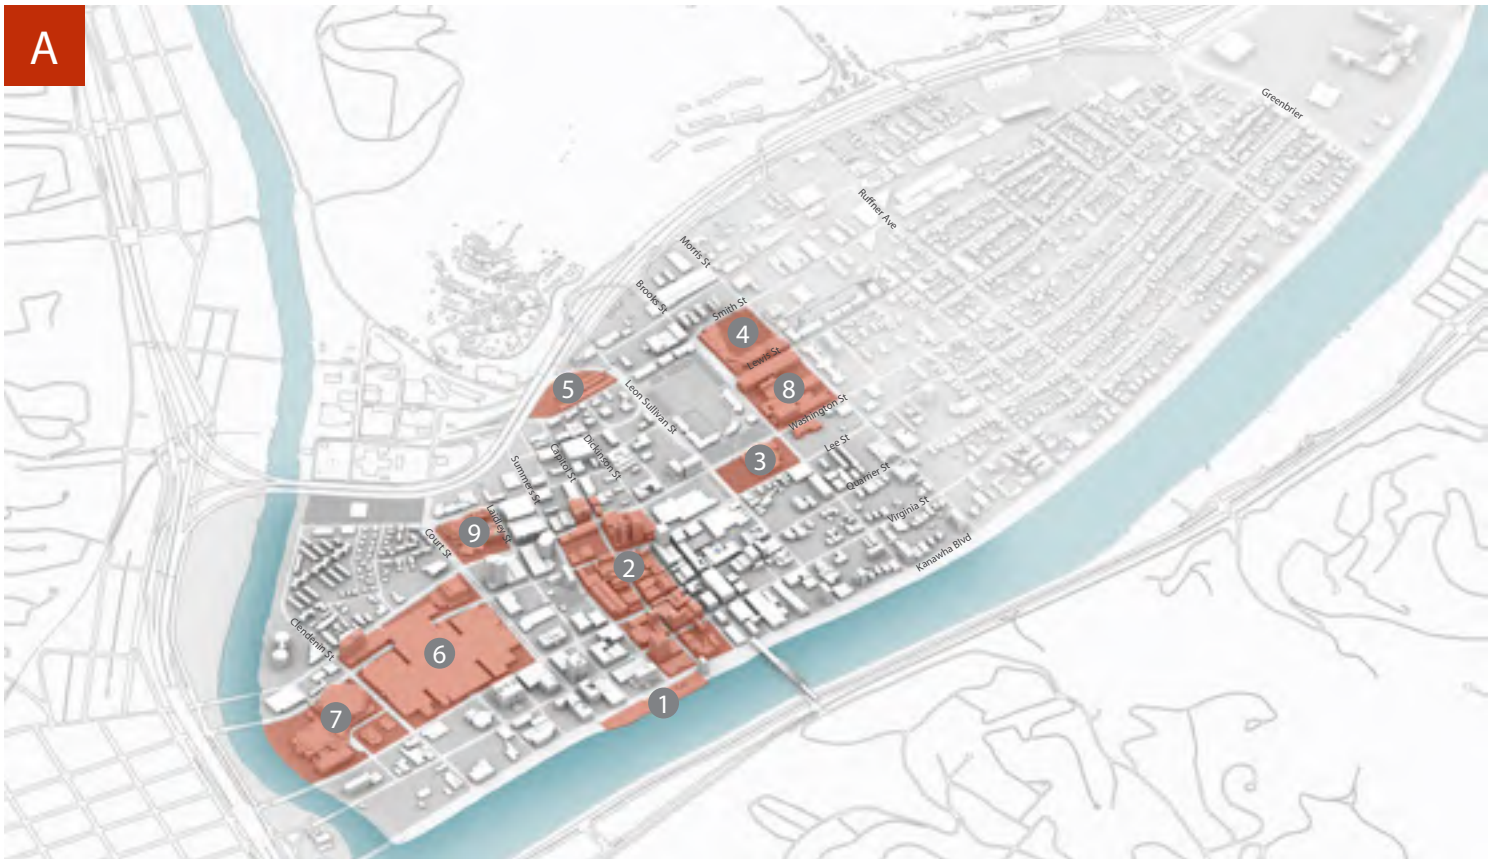 A
Greenbrier
Ruffner Ave
Morris St
Brooks St
Smith St
4
Lewis St
5
8
Leon Sullivan St
Washington St
Lee St
Dickinson St
Capitol St
3
Summers St
Quarrier St
Laidley St
Virginia St
9
Court St
Kanawha Blvd
2
Clendenin St
6
1
7